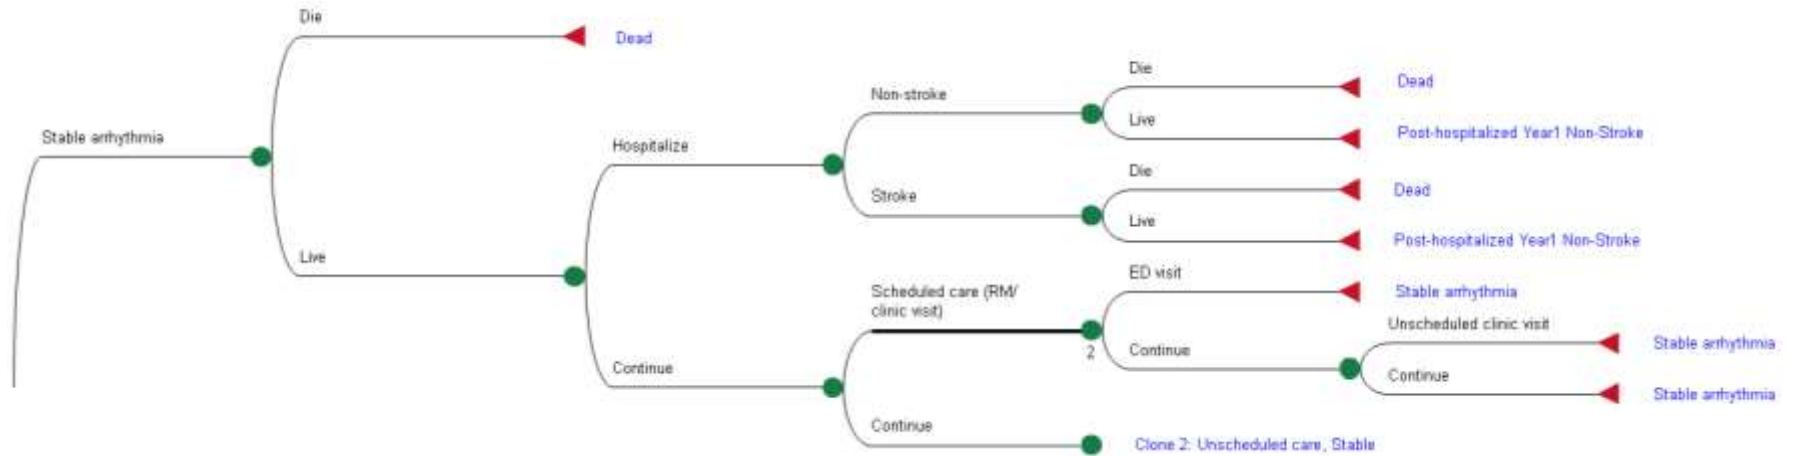 Die
Dead
Stable arrhythmia
Live
Hospitalize
Non-stroke
Die
Dead
Live
Post-hospitalized Year1 Non-Stroke
Stroke
Die
Dead
Live
Post-hospitalized Year1 Non-Stroke
Continue
Scheduled care (RM/
clinic visit)
2
ED visit
Stable arrhythmia
Continue
Unscheduled clinic visit
Stable arrhythmia
Continue
Stable arrhythmia
Continue
Clone 2: Unscheduled care, Stable